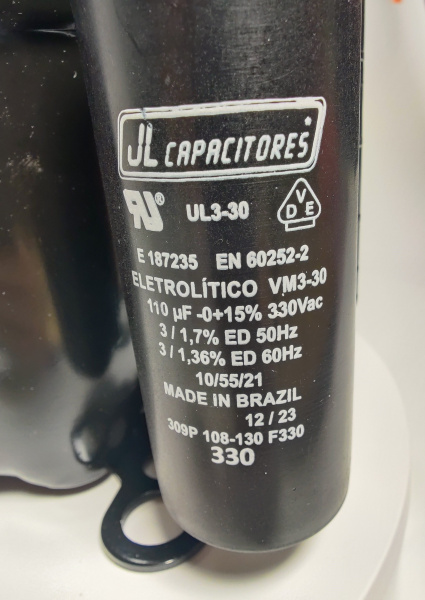 JL CAPACITORES
RU® UL3-30 VDE
E 187235 EN 60252-2
ELETROLÍTICO VM3-30
110 µF -0+15% 330Vac
3 / 1,7% ED 50Hz
3 / 1,36% ED 60Hz
10/55/21
MADE IN BRAZIL
12 / 23
309P 108-130 F330
330